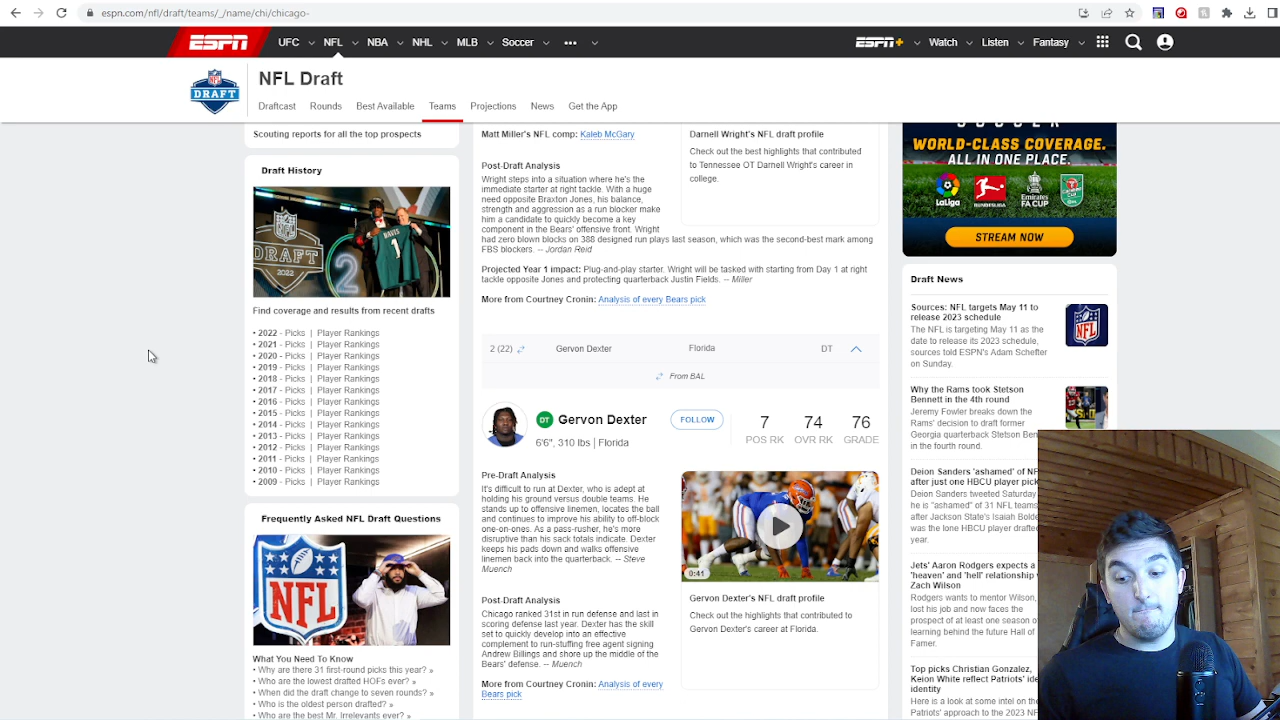 espn.com/nfl/draft/teams/_/name/chi/chicago-
ESPN
UFC
NFL
NBA
NHL
MLB
Soccer
•••
ESPN+
Watch
Listen
Fantasy
NFL
DRAFT
NFL Draft
Draftcast
Rounds
Best Available
Teams
Projections
News
Get the App
Scouting reports for all the top prospects
Draft History
NFL
DRAFT
2022
1
Find coverage and results from recent drafts
• 2022 - Picks | Player Rankings
• 2021 - Picks | Player Rankings
• 2020 - Picks | Player Rankings
• 2019 - Picks | Player Rankings
• 2018 - Picks | Player Rankings
• 2017 - Picks | Player Rankings
• 2016 - Picks | Player Rankings
• 2015 - Picks | Player Rankings
• 2014 - Picks | Player Rankings
• 2013 - Picks | Player Rankings
• 2012 - Picks | Player Rankings
• 2011 - Picks | Player Rankings
• 2010 - Picks | Player Rankings
• 2009 - Picks | Player Rankings
Frequently Asked NFL Draft Questions
NFL
What You Need To Know
• Why are there 31 first-round picks this year? »
• Who are the lowest drafted HOFs ever? »
• When did the draft change to seven rounds? »
• Who is the oldest person drafted? »
• Who are the best Mr. Irrelevants ever? »
Matt Miller's NFL comp: Kaleb McGary
Post-Draft Analysis
Wright steps into a situation where he's the
immediate starter at right tackle. With a huge
need opposite Braxton Jones, his balance,
strength and aggression as a run blocker make
him a candidate to quickly become a key
component in the Bears' offensive front. Wright
had zero blown blocks on 388 designed run plays last season, which was the second-best mark among
FBS blockers. -- Jordan Reid
Projected Year 1 impact: Plug-and-play starter. Wright will be tasked with starting from Day 1 at right
tackle opposite Jones and protecting quarterback Justin Fields. -- Miller
More from Courtney Cronin: Analysis of every Bears pick
Darnell Wright's NFL draft profile
Check out the best highlights that contributed
to Tennessee OT Darnell Wright's career in
college.
2 (22)
Gervon Dexter
Florida
DT
From BAL
DT
Gervon Dexter
FOLLOW
6'6", 310 lbs | Florida
7
POS RK
74
OVR RK
76
GRADE
Pre-Draft Analysis
It's difficult to run at Dexter, who is adept at
holding his ground versus double teams. He
stands up to offensive linemen, locates the ball
and continues to improve his ability to off-block
one-on-ones. As a pass-rusher, he's more
disruptive than his sack totals indicate. Dexter
keeps his pads down and walks offensive
linemen back into the quarterback. -- Steve
Muench
Post-Draft Analysis
Chicago ranked 31st in run defense and last in
scoring defense last year. Dexter has the skill
set to quickly develop into an effective
complement to run-stuffing free agent signing
Andrew Billings and shore up the middle of the
Bears' defense. -- Muench
More from Courtney Cronin: Analysis of every
Bears pick
0:41
Gervon Dexter's NFL draft profile
Check out the highlights that contributed to
Gervon Dexter's career at Florida.
SOCCER
WORLD-CLASS COVERAGE.
ALL IN ONE PLACE.
LaLiga
BUNDESLIGA
Emirates
FA CUP
STREAM NOW
Draft News
Sources: NFL targets May 11 to
release 2023 schedule
The NFL is targeting May 11 as the
date to release its 2023 schedule,
sources told ESPN's Adam Schefter
on Sunday.
NFL
Why the Rams took Stetson
Bennett in the 4th round
Jeremy Fowler breaks down the
Rams' decision to draft former
Georgia quarterback Stetson Ben
in the fourth round.
Deion Sanders 'ashamed' of NF
after just one HBCU player pick
Deion Sanders tweeted Saturday
he is "ashamed" of 31 NFL teams
after Jackson State's Isaiah Bolde
was the lone HBCU player drafte
year.
Jets' Aaron Rodgers expects a
'heaven' and 'hell' relationship
Zach Wilson
Rodgers wants to mentor Wilson,
lost his job and now faces the
prospect of at least one season o
learning behind the future Hall of
Famer.
Top picks Christian Gonzalez,
Keion White reflect Patriots' ide
identity
Here is a look at some intel on the
Patriots' approach to the 2023 NF